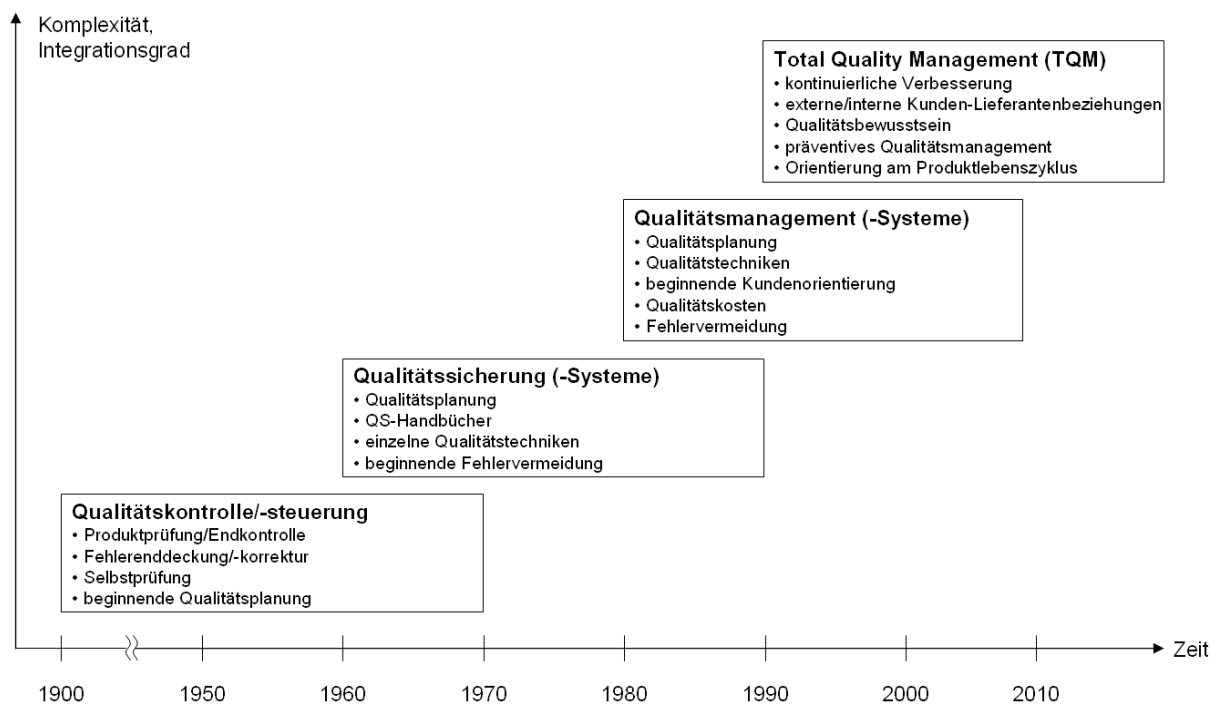 Komplexität,
Integrationsgrad
Total Quality Management (TQM)
• kontinuierliche Verbesserung
• externe/interne Kunden-Lieferantenbeziehungen
• Qualitätsbewusstsein
• präventives Qualitätsmanagement
• Orientierung am Produktlebenszyklus
Qualitätsmanagement (-Systeme)
• Qualitätsplanung
• Qualitätstechniken
• beginnende Kundenorientierung
• Qualitätskosten
• Fehlervermeidung
Qualitätssicherung (-Systeme)
• Qualitätsplanung
• QS-Handbücher
• einzelne Qualitätstechniken
• beginnende Fehlervermeidung
Qualitätskontrolle/-steuerung
• Produktprüfung/Endkontrolle
• Fehlerenddeckung/-korrektur
• Selbstprüfung
• beginnende Qualitätsplanung
Zeit
1900 1950 1960 1970 1980 1990 2000 2010